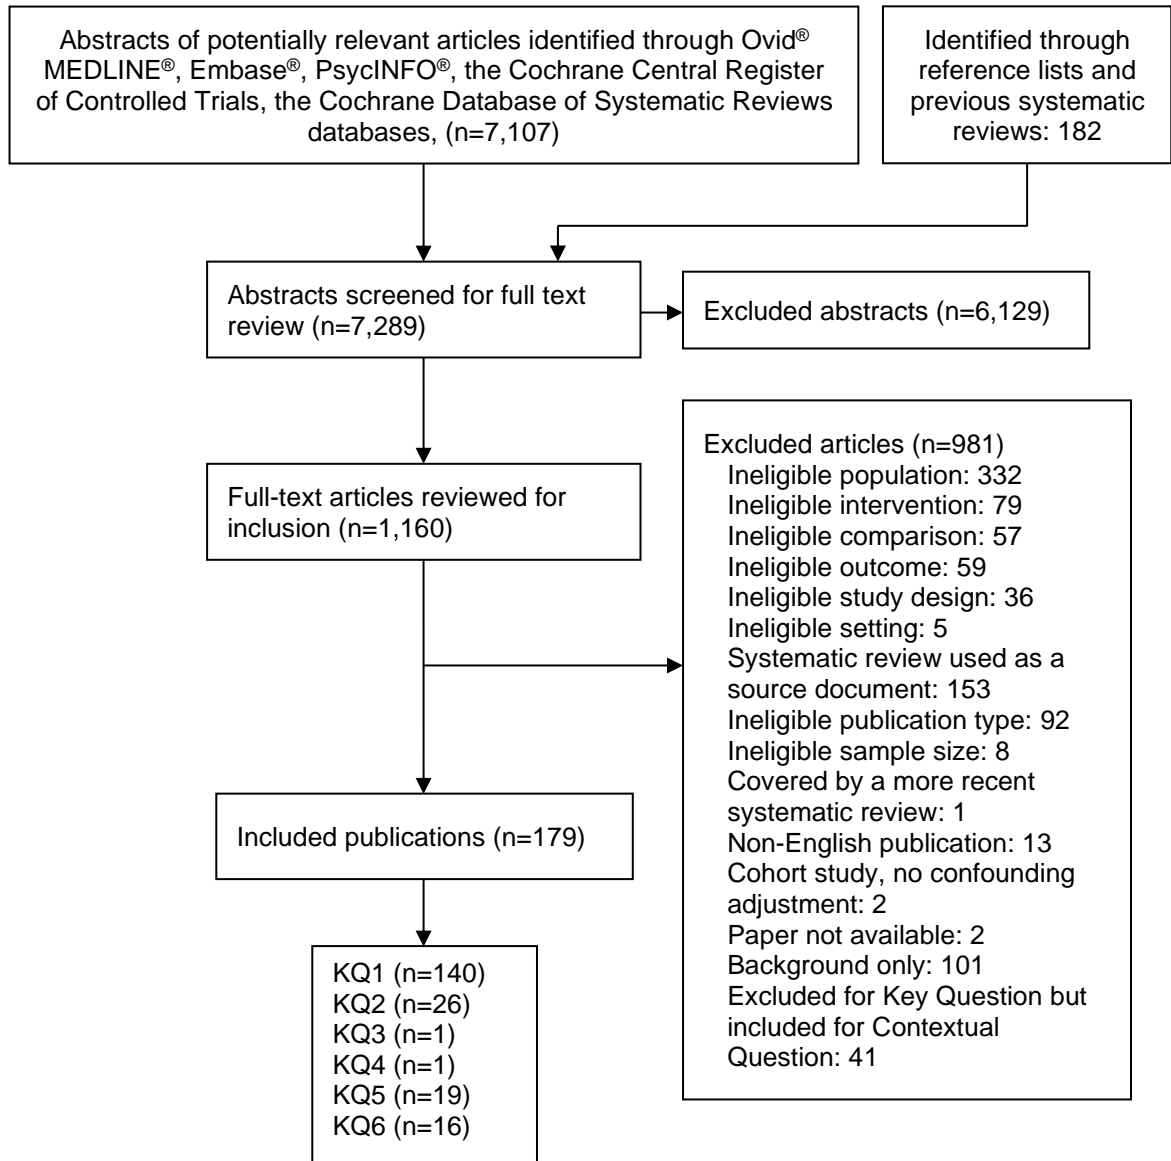 Abstracts of potentially relevant articles identified through Ovid®
MEDLINE®, Embase®, PsycINFO®, the Cochrane Central Register
of Controlled Trials, the Cochrane Database of Systematic Reviews
databases, (n=7,107)
Identified through
reference lists and
previous systematic
reviews: 182
Abstracts screened for full text
review (n=7,289)
Excluded abstracts (n=6,129)
Full-text articles reviewed for
inclusion (n=1,160)
Excluded articles (n=981)
Ineligible population: 332
Ineligible intervention: 79
Ineligible comparison: 57
Ineligible outcome: 59
Ineligible study design: 36
Ineligible setting: 5
Systematic review used as a
source document: 153
Ineligible publication type: 92
Ineligible sample size: 8
Covered by a more recent
systematic review: 1
Non-English publication: 13
Cohort study, no confounding
adjustment: 2
Paper not available: 2
Background only: 101
Excluded for Key Question but
included for Contextual
Question: 41
Included publications (n=179)
KQ1 (n=140)
KQ2 (n=26)
KQ3 (n=1)
KQ4 (n=1)
KQ5 (n=19)
KQ6 (n=16)